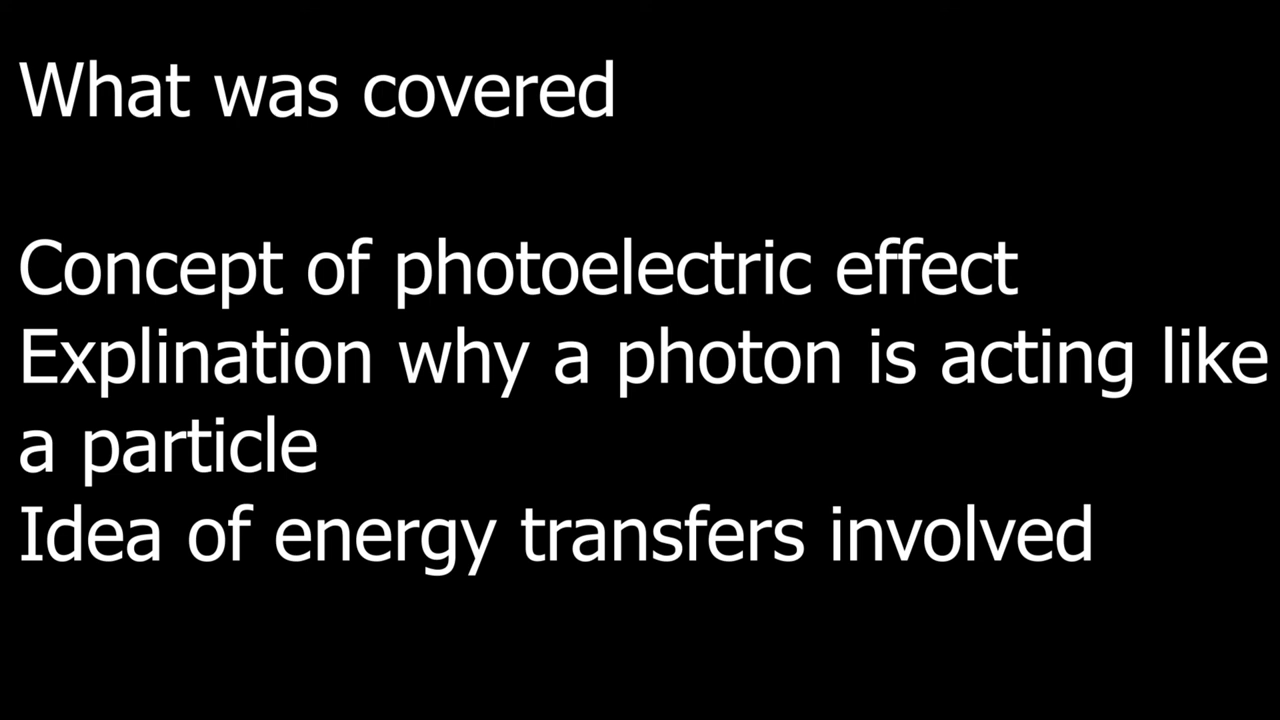 What was covered
Concept of photoelectric effect
Explination why a photon is acting like
a particle
Idea of energy transfers involved